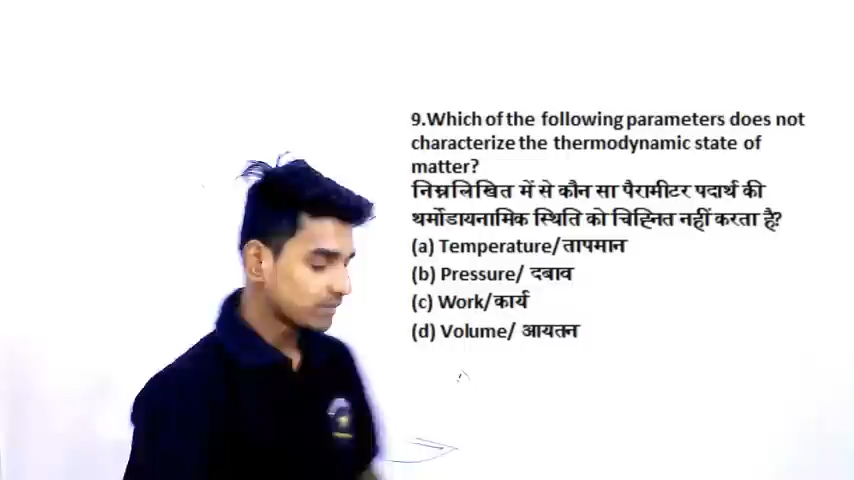 9.Which of the following parameters does not
characterize the thermodynamic state of
matter?
निम्नलिखित में से कौन सा पैरामीटर पदार्थ की
थर्मोडायनामिक स्थिति को चिह्नित नहीं करता है?
(a) Temperature/तापमान
(b) Pressure/ दबाव
(c) Work/कार्य
(d) Volume/ आयतन